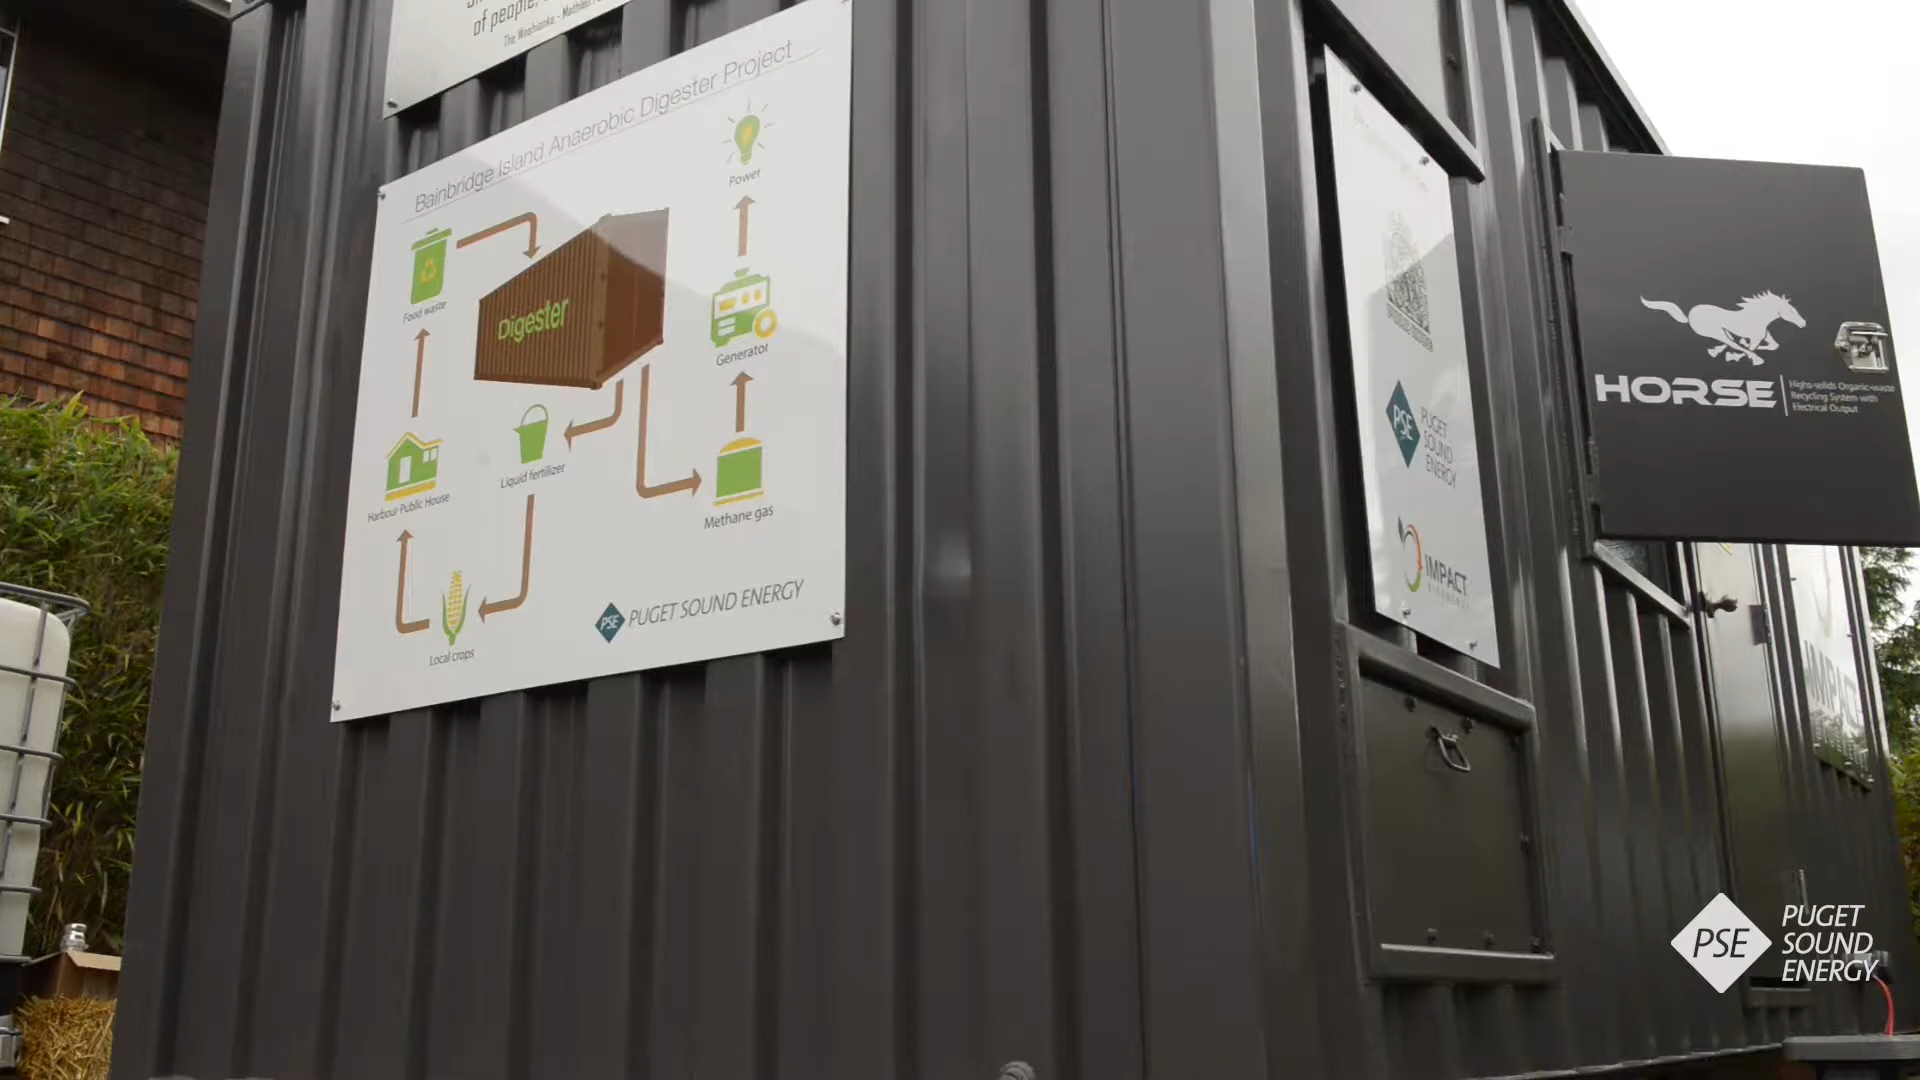 of people,
Bainbridge Island Anaerobic Digester Project
Power
Food waste
Digester
Generator
Liquid fertilizer
Harbour Public House
Methane gas
Local crops
PSE PUGET SOUND ENERGY
PSE
PUGET
SOUND
ENERGY
IMPACT
HORSE
Highs-solids Organic-waste
Recycling System with
Electrical Output
IMPACT
PSE
PUGET
SOUND
ENERGY